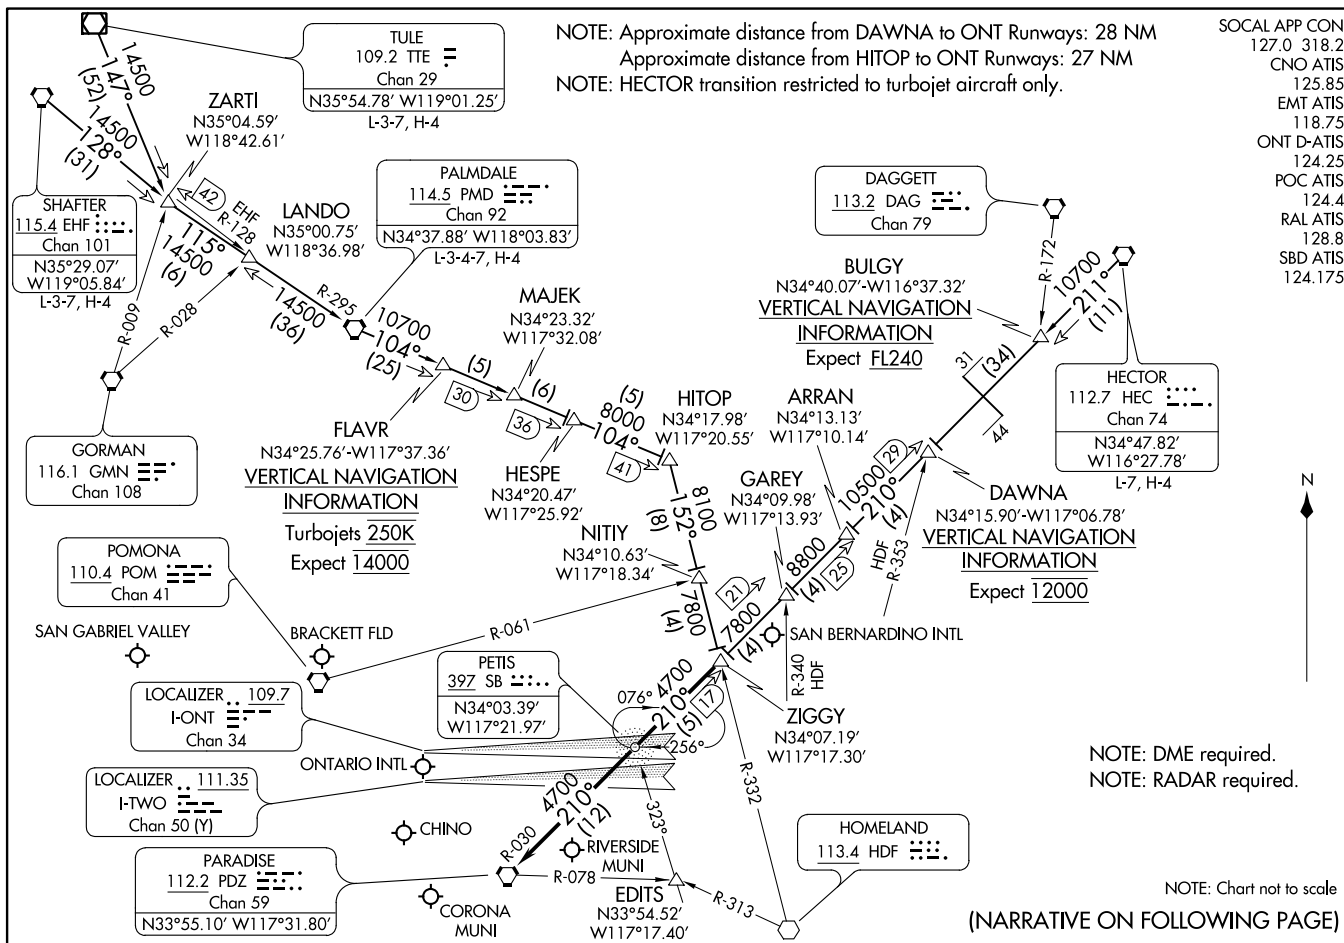 NOTE: Approximate distance from DAWNA to ONT Runways: 28 NM
Approximate distance from HITOP to ONT Runways: 27 NM
NOTE: HECTOR transition restricted to turbojet aircraft only.
SOCAL APP CON
127.0 318.2
CNO ATIS
125.85
EMT ATIS
118.75
ONT D-ATIS
124.25
POC ATIS
124.4
RAL ATIS
128.8
SBD ATIS
124.175
TULE
109.2 TTE
Chan 29
N35°54.78' W119°01.25'
L-3-7, H-4
14500
147°
(52)
14500
128°
(31)
ZARTI
N35°04.59'
W118°42.61'
SHAFTER
115.4 EHF
Chan 101
N35°29.07'
W119°05.84'
L-3-7, H-4
42
EHF
R-128
115°
14500
(6)
LANDO
N35°00.75'
W118°36.98'
PALMDALE
114.5 PMD
Chan 92
N34°37.88' W118°03.83'
L-3-4-7, H-4
R-009
R-028
R-295
14500
(36)
GORMAN
116.1 GMN
Chan 108
10700
104°
(25)
FLAVR
N34°25.76'-W117°37.36'
VERTICAL NAVIGATION
INFORMATION
Turbojets 250K
Expect 14000
(5)
30
MAJEK
N34°23.32'
W117°32.08'
(6)
36
HESPE
N34°20.47'
W117°25.92'
(5)
8000
104°
41
HITOP
N34°17.98'
W117°20.55'
8100
152°
(8)
NITIY
N34°10.63'
W117°18.34'
7800
(4)
DAGGETT
113.2 DAG
Chan 79
R-172
BULGY
N34°40.07'-W116°37.32'
VERTICAL NAVIGATION
INFORMATION
Expect FL240
10700
211°
(11)
HECTOR
112.7 HEC
Chan 74
N34°47.82'
W116°27.78'
L-7, H-4
31
(34)
44
ARRAN
N34°13.13'
W117°10.14'
29
10500
210°
(4)
DAWNA
N34°15.90'-W117°06.78'
VERTICAL NAVIGATION
INFORMATION
Expect 12000
HDF
R-353
GAREY
N34°09.98'
W117°13.93'
8800
(4)
25
21
7800
(4)
SAN BERNARDINO INTL
R-340
HDF
ZIGGY
N34°07.19'
W117°17.30'
POMONA
110.4 POM
Chan 41
R-061
SAN GABRIEL VALLEY
BRACKETT FLD
PETIS
397 SB
N34°03.39'
W117°21.97'
076°
4700
210°
(5)
17
256°
LOCALIZER 109.7
I-ONT
Chan 34
ONTARIO INTL
LOCALIZER 111.35
I-TWO
Chan 50 (Y)
4700
210°
(12)
R-030
323°
R-332
CHINO
RIVERSIDE
MUNI
PARADISE
112.2 PDZ
Chan 59
N33°55.10' W117°31.80'
CORONA
MUNI
R-078
EDITS
N33°54.52'
W117°17.40'
R-313
HOMELAND
113.4 HDF
N
NOTE: DME required.
NOTE: RADAR required.
NOTE: Chart not to scale
(NARRATIVE ON FOLLOWING PAGE)